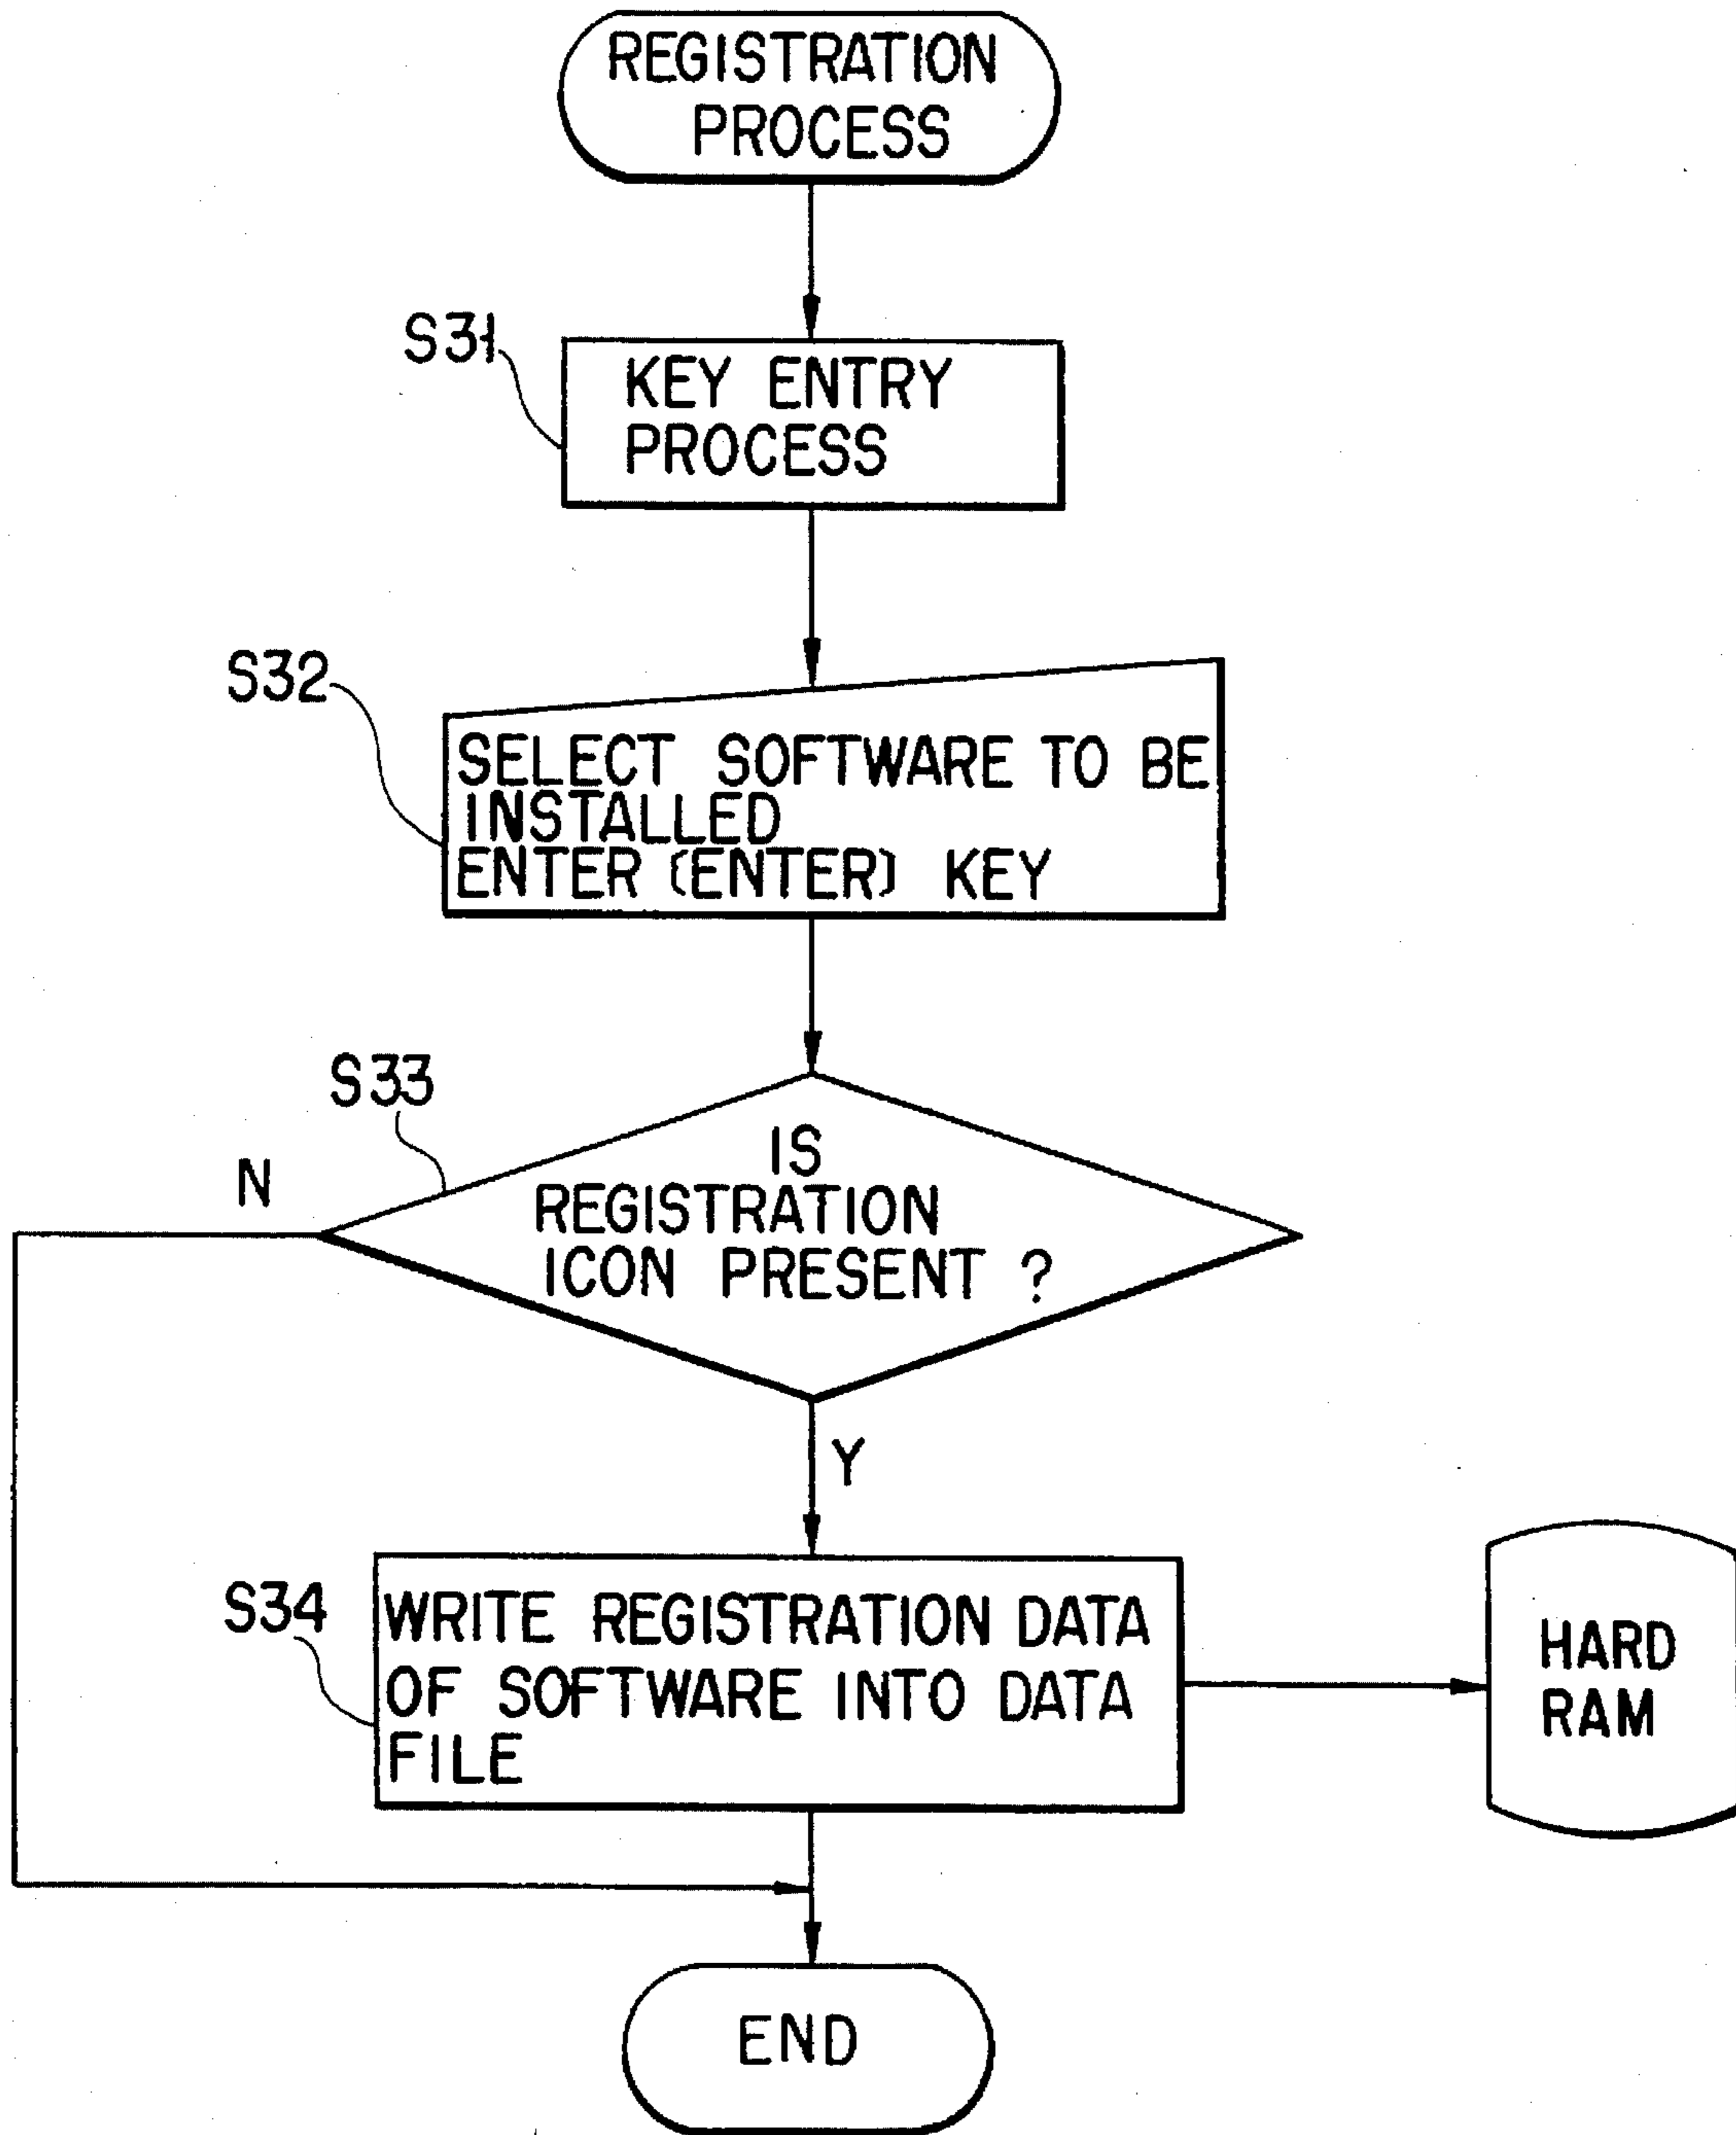 REGISTRATION
PROCESS
S31
KEY ENTRY
PROCESS
S32
SELECT SOFTWARE TO BE
INSTALLED
ENTER (ENTER) KEY
S33
N
IS
REGISTRATION
ICON PRESENT ?
Y
S34
WRITE REGISTRATION DATA
OF SOFTWARE INTO DATA
FILE
HARD
RAM
END